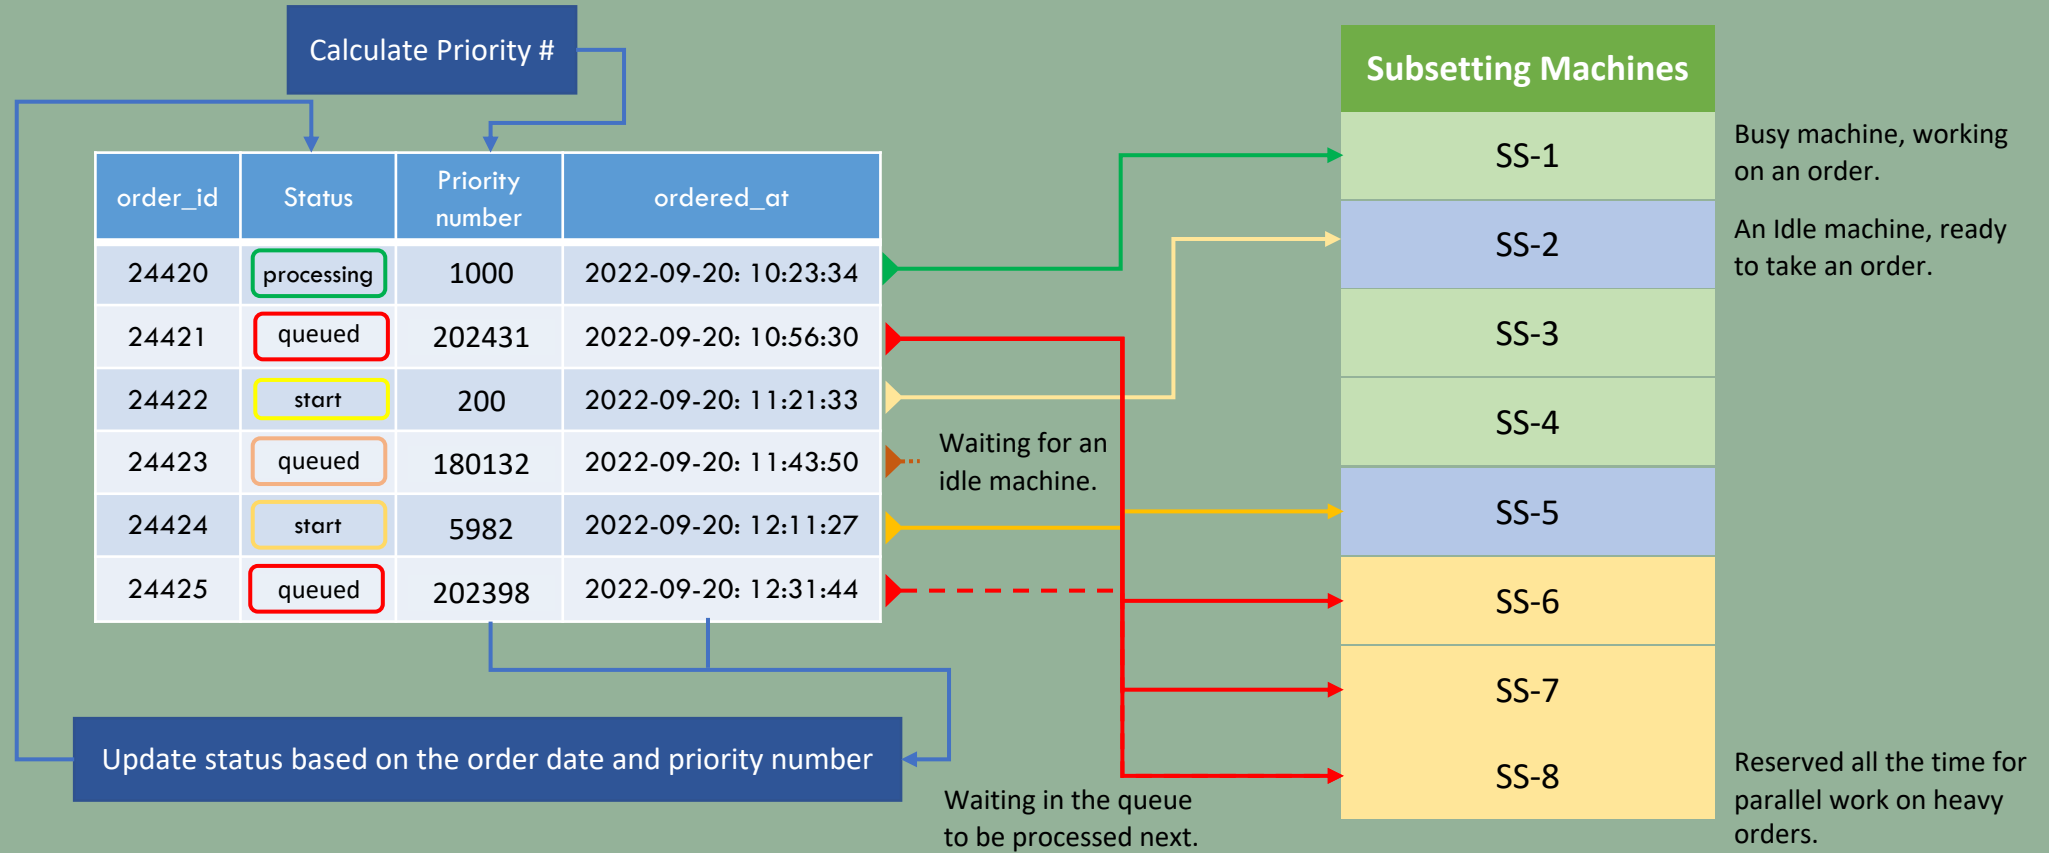 Calculate Priority #
order_id Status Priority number ordered_at
24420 processing 1000 2022-09-20: 10:23:34
24421 queued 202431 2022-09-20: 10:56:30
24422 start 200 2022-09-20: 11:21:33
24423 queued 180132 2022-09-20: 11:43:50
24424 start 5982 2022-09-20: 12:11:27
24425 queued 202398 2022-09-20: 12:31:44
Update status based on the order date and priority number
Waiting for an
idle machine.
Waiting in the queue
to be processed next.
Subsetting Machines
SS-1
SS-2
SS-3
SS-4
SS-5
SS-6
SS-7
SS-8
Busy machine, working
on an order.
An Idle machine, ready
to take an order.
Reserved all the time for
parallel work on heavy
orders.